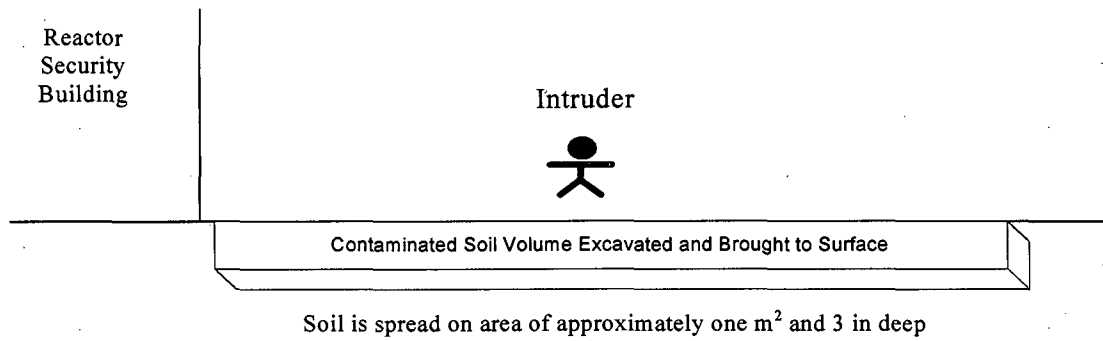 Reactor
Security
Building
Intruder
Contaminated Soil Volume Excavated and Brought to Surface
Soil is spread on area of approximately one m² and 3 in deep